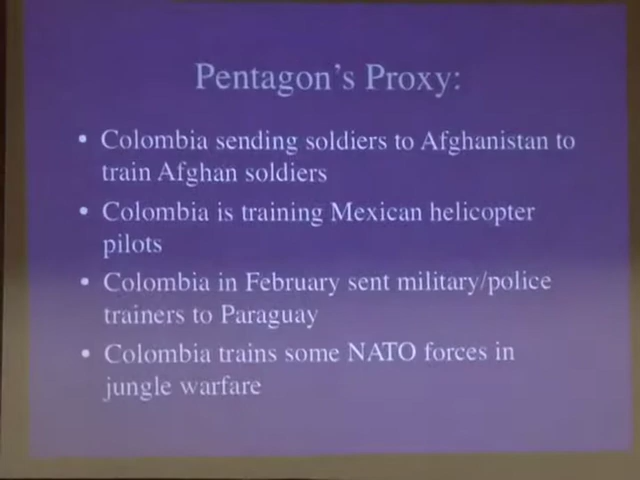 Pentagon's Proxy:
• Colombia sending soldiers to Afghanistan to
train Afghan soldiers
• Colombia is training Mexican helicopter
pilots
• Colombia in February sent military/police
trainers to Paraguay
• Colombia trains some NATO forces in
jungle warfare